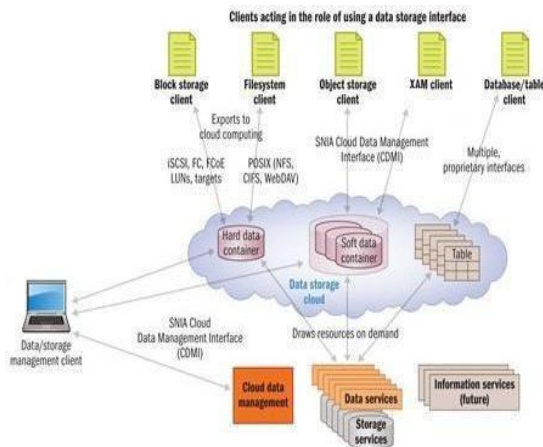 Clients acting in the role of using a data storage interface
Block storage
client
Filesystem
client
Object storage
client
XAM client
Database/table
client
Exports to
cloud computing
iSCSI, FC, FCoE
LUNs, targets
POSIX (NFS,
CIFS, WebDAV)
SNIA Cloud Data Management
Interface (CDMI)
Multiple,
proprietary interfaces
Hard data
container
Soft data
container
Table
Data storage
cloud
Data/storage
management client
SNIA Cloud
Data Management Interface
(CDMI)
Draws resources on demand
Cloud data
management
Data services
Storage
services
Information services
(future)